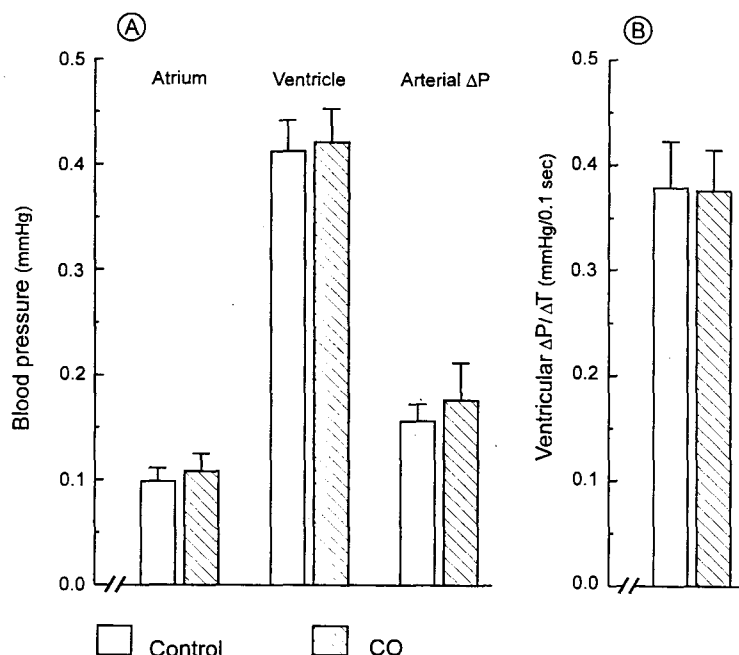 A
0.5
0.4
0.3
0.2
0.1
0.0
Blood pressure (mmHg)
Atrium Ventricle Arterial ΔP
Control CO
B
0.5
0.4
0.3
0.2
0.1
0.0
Ventricular ΔP/ΔT (mmHg/0.1 sec)